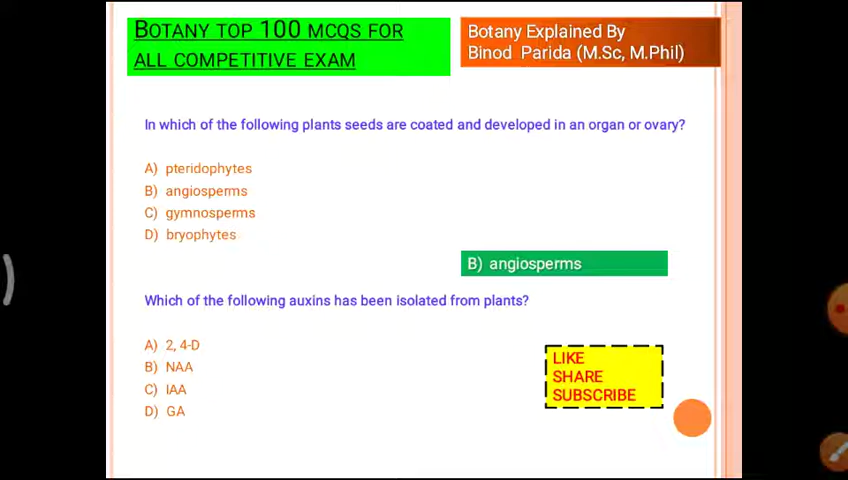 BOTANY TOP 100 MCQS FOR
ALL COMPETITIVE EXAM
Botany Explained By
Binod Parida (M.Sc, M.Phil)
In which of the following plants seeds are coated and developed in an organ or ovary?
A) pteridophytes
B) angiosperms
C) gymnosperms
D) bryophytes
B) angiosperms
Which of the following auxins has been isolated from plants?
A) 2, 4-D
B) NAA
C) IAA
D) GA
LIKE
SHARE
SUBSCRIBE